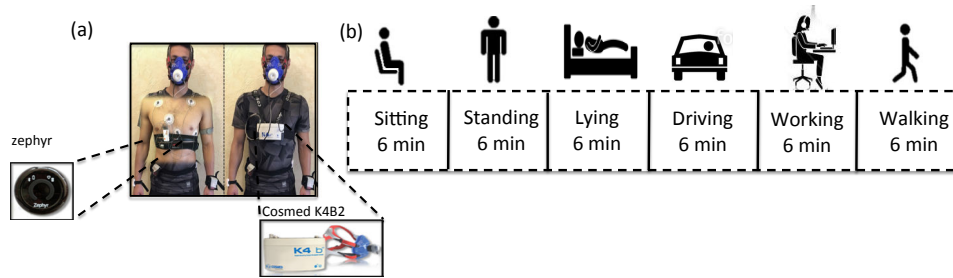 (a)
(b)
zephyr
Zephyr
Cosmed K4B2
K4 b
Sitting
6 min
Standing
6 min
Lying
6 min
Driving
6 min
Working
6 min
Walking
6 min